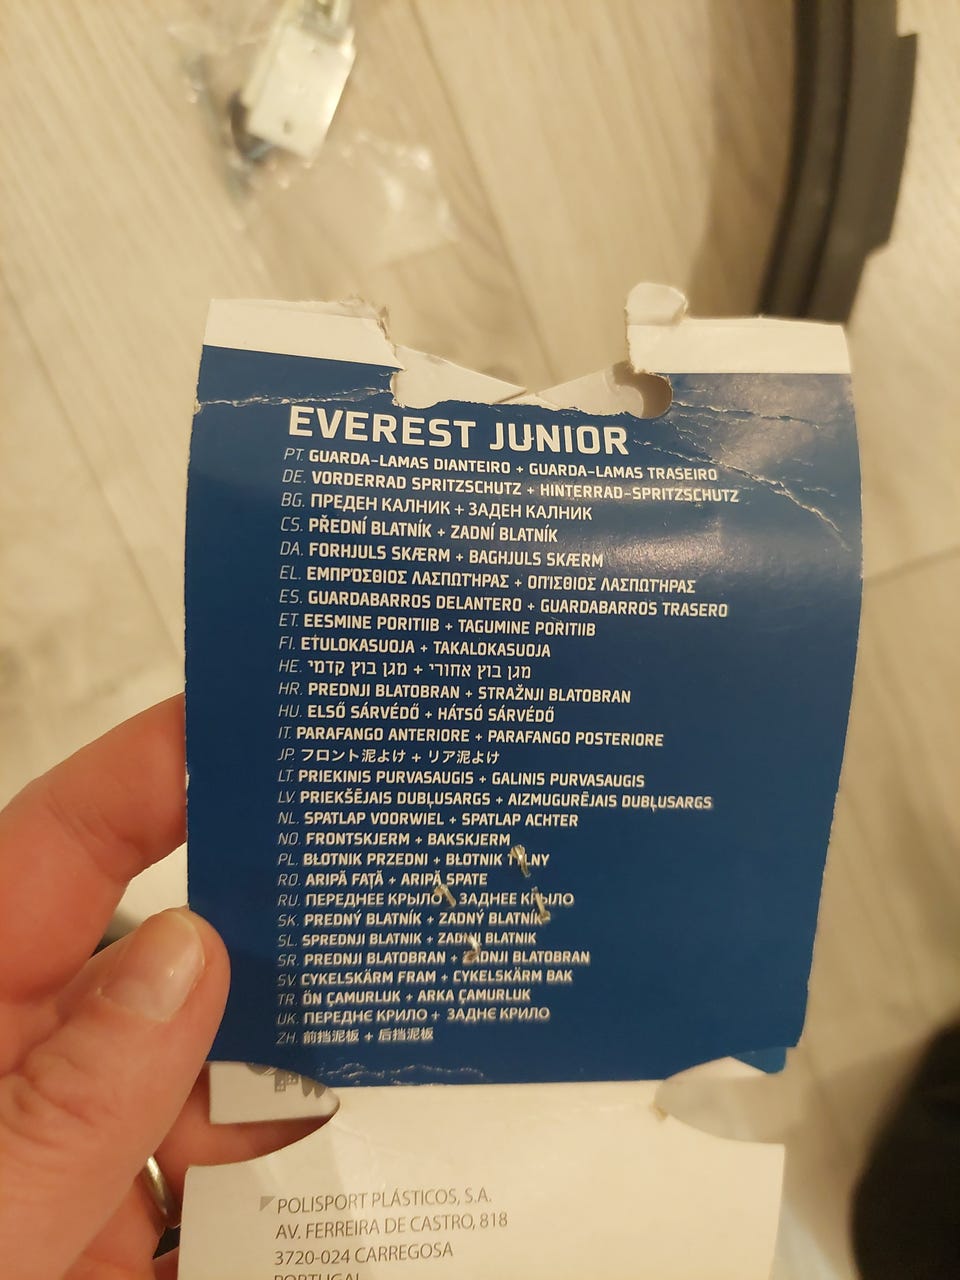 EVEREST JUNIOR
PT. GUARDA-LAMAS DIANTEIRO + GUARDA-LAMAS TRASEIRO
DE. VORDERRAD SPRITZSCHUTZ + HINTERRAD-SPRITZSCHUTZ
BG. ПРЕДЕН КАЛНИК + ЗАДЕН КАЛНИК
CS. PŘEDNÍ BLATNÍK + ZADNÍ BLATNÍK
DA. FORHJULS SKÆRM + BAGHJULS SKÆRM
EL. ΕΜΠΡΌΣΘΙΟΣ ΛΑΣΠΩΤΉΡΑΣ + ΟΠΊΣΘΙΟΣ ΛΑΣΠΩΤΉΡΑΣ
ES. GUARDABARROS DELANTERO + GUARDABARROS TRASERO
ET. EESMINE PORITIIB + TAGUMINE PORITIIB
FI. ETULOKASUOJA + TAKALOKASUOJA
HE. מגן בוץ קדמי + מגן בוץ אחורי
HR. PREDNJI BLATOBRAN + STRAŽNJI BLATOBRAN
HU. ELSŐ SÁRVÉDŐ + HÁTSÓ SÁRVÉDŐ
IT. PARAFANGO ANTERIORE + PARAFANGO POSTERIORE
JP. フロント泥よけ + リア泥よけ
LT. PRIEKINIS PURVASAUGIS + GALINIS PURVASAUGIS
LV. PRIEKŠĒJAIS DUBĻUSARGS + AIZMUGURĒJAIS DUBĻUSARGS
NL. SPATLAP VOORWIEL + SPATLAP ACHTER
NO. FRONTSKJERM + BAKSKJERM
PL. BŁOTNIK PRZEDNI + BŁOTNIK TYLNY
RO. ARIPĂ FAȚĂ + ARIPĂ SPATE
RU. ПЕРЕДНЕЕ КРЫЛО + ЗАДНЕЕ КРЫЛО
SK. PREDNÝ BLATNÍK + ZADNÝ BLATNÍK
SL. SPREDNJI BLATNIK + ZADNJI BLATNIK
SR. PREDNJI BLATOBRAN + ZADNJI BLATOBRAN
SV. CYKELSKÄRM FRAM + CYKELSKÄRM BAK
TR. ÖN ÇAMURLUK + ARKA ÇAMURLUK
UK. ПЕРЕДНЄ КРИЛО + ЗАДНЄ КРИЛО
ZH. 前挡泥板 + 后挡泥板
POLISPORT PLÁSTICOS, S.A.
AV. FERREIRA DE CASTRO, 818
3720-024 CARREGOSA
PORTUGAL